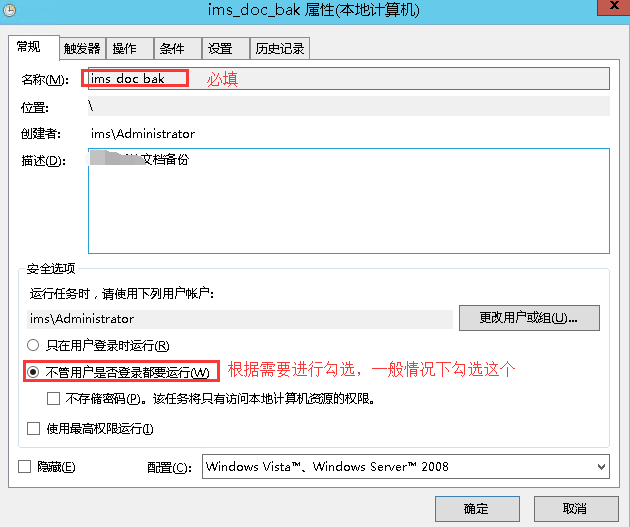 ims_doc_bak 属性(本地计算机)
常规 触发器 操作 条件 设置 历史记录
名称(M): ims_doc_bak 必填
位置: \
创建者: ims\Administrator
描述(D): 文档备份
安全选项
运行任务时，请使用下列用户帐户:
ims\Administrator 更改用户或组(U)...
只在用户登录时运行(R)
不管用户是否登录都要运行(W) 根据需要进行勾选，一般情况下勾选这个
不存储密码(P)。该任务将只有访问本地计算机资源的权限。
使用最高权限运行(I)
隐藏(E) 配置(C): Windows Vista™、Windows Server™ 2008
确定 取消